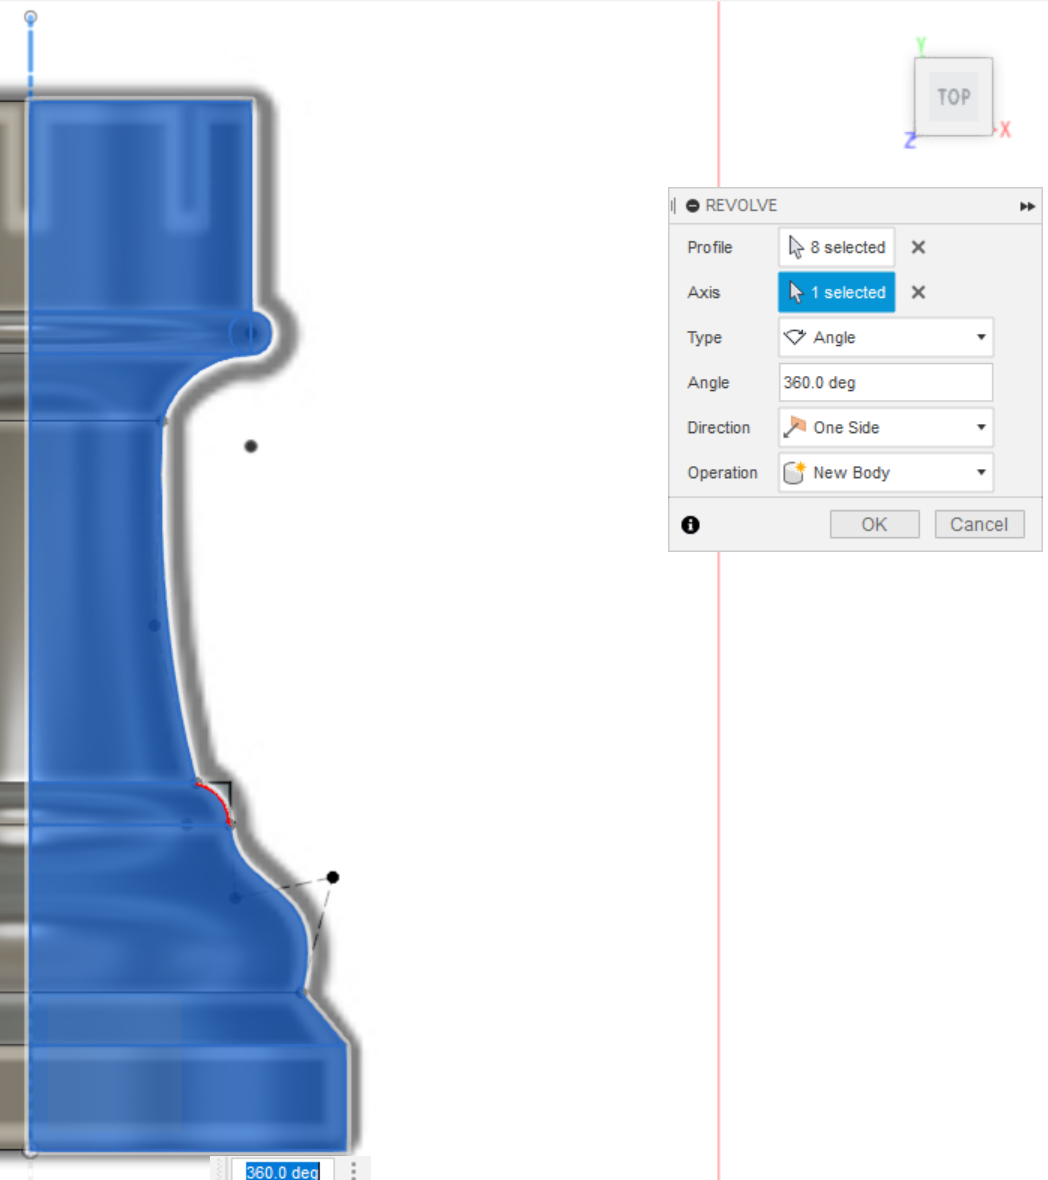 Y
TOP
X
Z
REVOLVE
Profile 8 selected
Axis 1 selected
Type Angle
Angle 360.0 deg
Direction One Side
Operation New Body
OK Cancel
360.0 deg